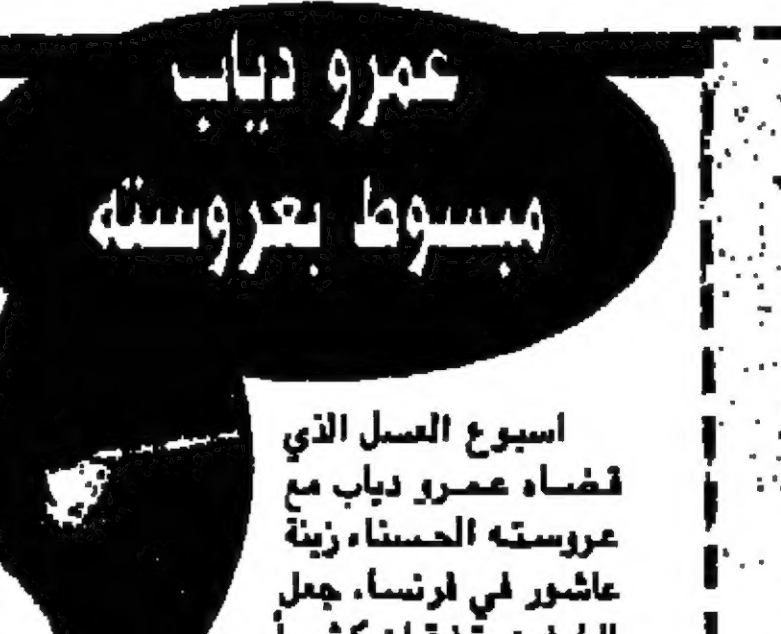 عمرو دياب
مبسوط بعروسته
اسبوع العسل الذي
قضاه عمرو دياب مع
عروسته الحسناء زينة
عاشور في فرنسا، جعل